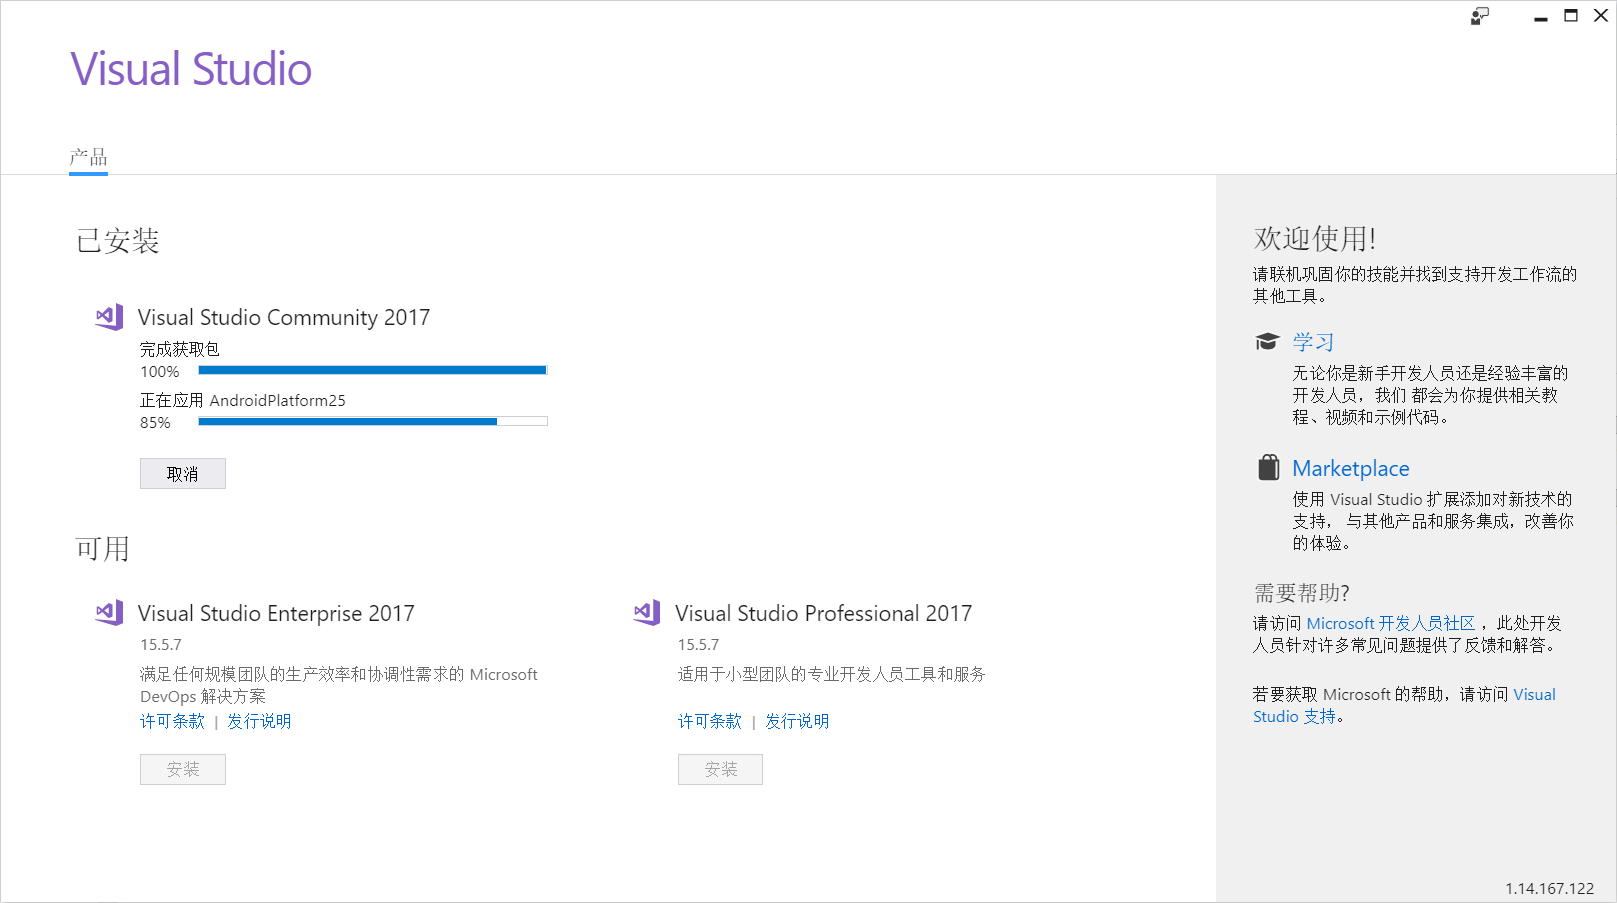 Visual Studio
产品
已安装
Visual Studio Community 2017
完成获取包
100%
正在应用 AndroidPlatform25
85%
取消
可用
Visual Studio Enterprise 2017
15.5.7
满足任何规模团队的生产效率和协调性需求的 Microsoft
DevOps 解决方案
许可条款 | 发行说明
安装
Visual Studio Professional 2017
15.5.7
适用于小型团队的专业开发人员工具和服务
许可条款 | 发行说明
安装
欢迎使用!
请联机巩固你的技能并找到支持开发工作流的
其他工具。
学习
无论你是新手开发人员还是经验丰富的
开发人员，我们 都会为你提供相关教
程、视频和示例代码。
Marketplace
使用 Visual Studio 扩展添加对新技术的
支持， 与其他产品和服务集成，改善你
的体验。
需要帮助?
请访问 Microsoft 开发人员社区 ，此处开发
人员针对许多常见问题提供了反馈和解答。
若要获取 Microsoft 的帮助，请访问 Visual
Studio 支持。
1.14.167.122